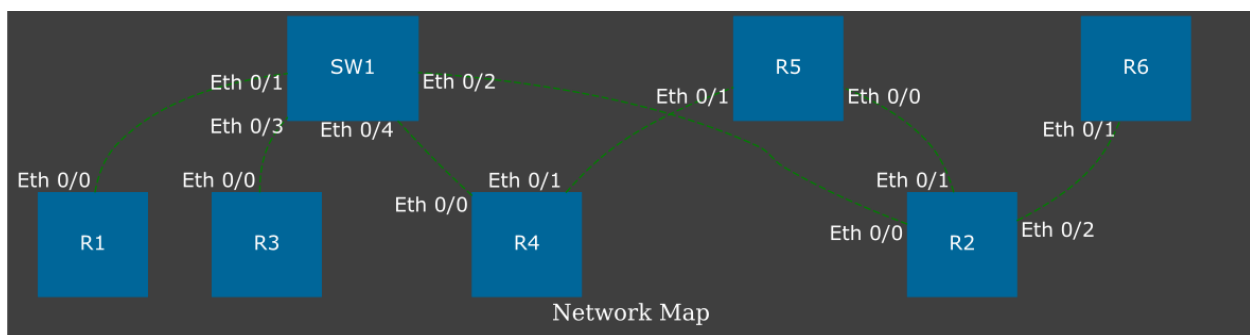 SW1
R5
R6
Eth 0/1
Eth 0/2
Eth 0/1
Eth 0/0
Eth 0/3
Eth 0/4
Eth 0/1
Eth 0/0
Eth 0/0
Eth 0/1
Eth 0/1
Eth 0/0
Eth 0/0
Eth 0/2
R1
R3
R4
R2
Network Map